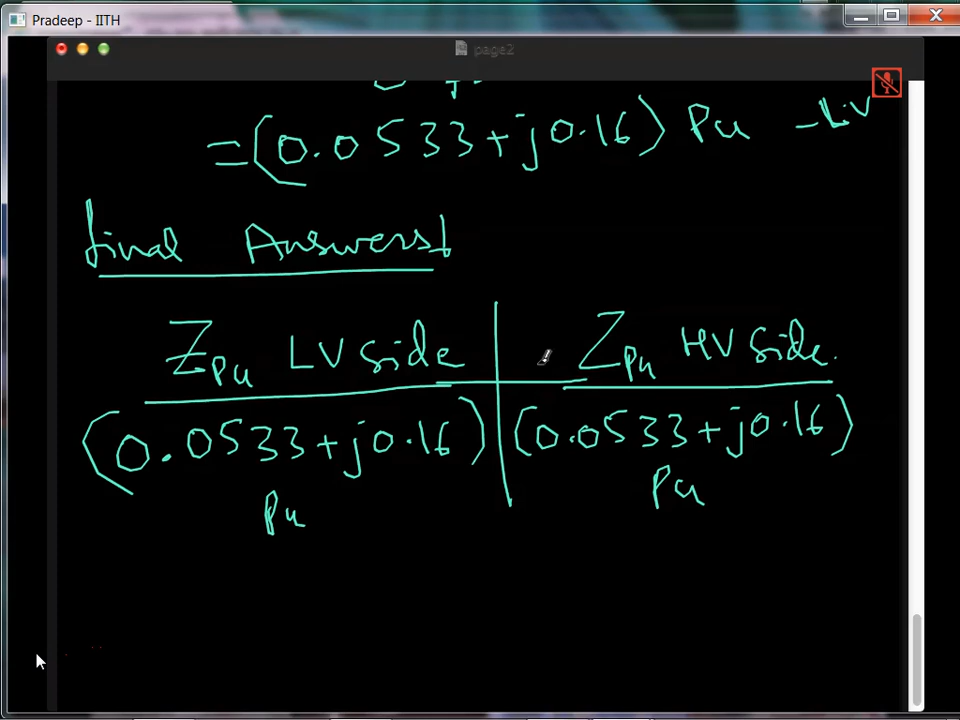 Pradeep - IITH
page2
=(0.0533+j0.16) Pu - LV
final Answers!
ZPu LV side ZPu HV side.
(0.0533+j0.16) (0.0533+j0.16)
Pu Pu